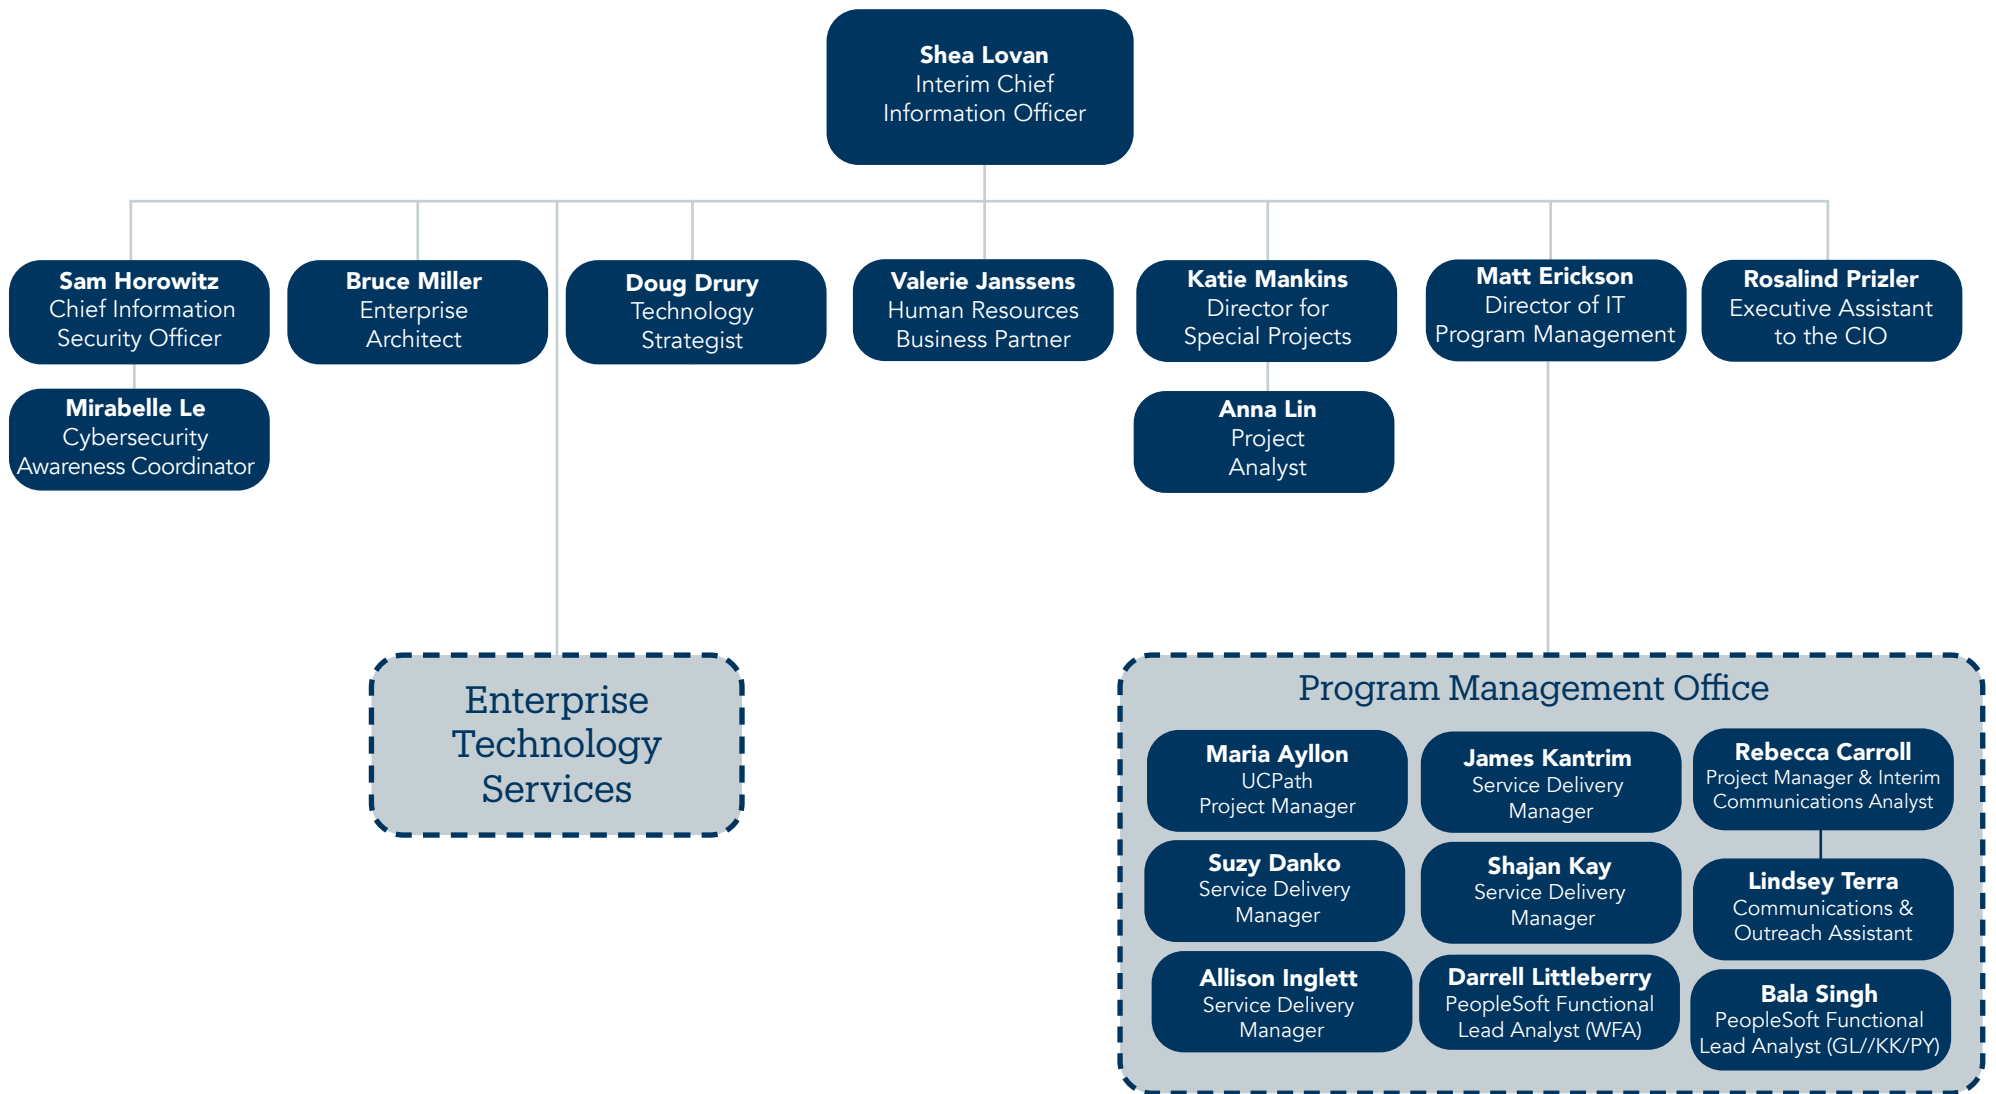 Shea Lovan
Interim Chief
Information Officer
Sam Horowitz
Chief Information
Security Officer
Bruce Miller
Enterprise
Architect
Doug Drury
Technology
Strategist
Valerie Janssens
Human Resources
Business Partner
Katie Mankins
Director for
Special Projects
Matt Erickson
Director of IT
Program Management
Rosalind Prizler
Executive Assistant
to the CIO
Mirabelle Le
Cybersecurity
Awareness Coordinator
Anna Lin
Project
Analyst
Enterprise
Technology
Services
Program Management Office
Maria Ayllon
UCPath
Project Manager
James Kantrim
Service Delivery
Manager
Rebecca Carroll
Project Manager & Interim
Communications Analyst
Suzy Danko
Service Delivery
Manager
Shajan Kay
Service Delivery
Manager
Lindsey Terra
Communications &
Outreach Assistant
Allison Inglett
Service Delivery
Manager
Darrell Littleberry
PeopleSoft Functional
Lead Analyst (WFA)
Bala Singh
PeopleSoft Functional
Lead Analyst (GL//KK/PY)